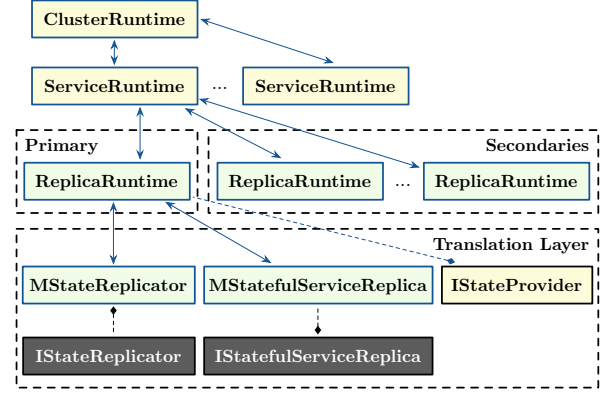 ClusterRuntime
ServiceRuntime ... ServiceRuntime
Primary
Secondaries
ReplicaRuntime
ReplicaRuntime ... ReplicaRuntime
Translation Layer
MStateReplicator
MStatefulServiceReplica
IStateProvider
IStateReplicator
IStatefulServiceReplica